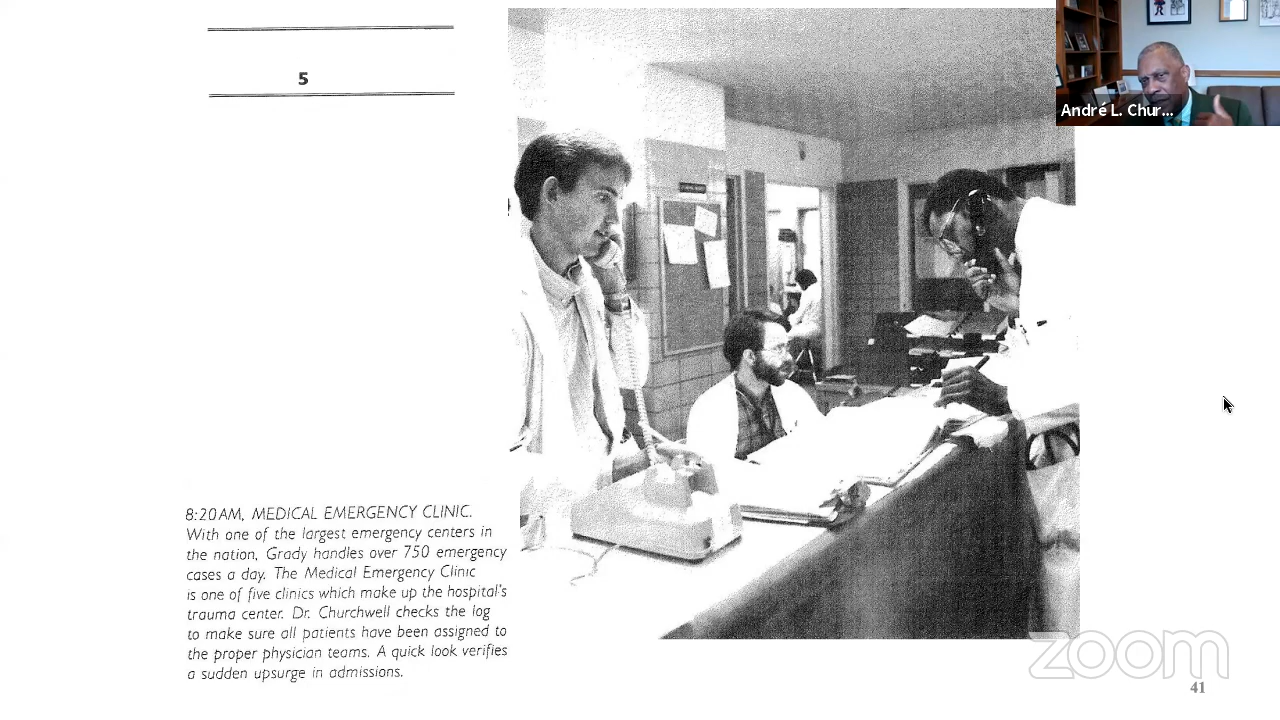 5
André L. Chur...
8:20AM, MEDICAL EMERGENCY CLINIC.
With one of the largest emergency centers in
the nation, Grady handles over 750 emergency
cases a day. The Medical Emergency Clinic
is one of five clinics which make up the hospital's
trauma center. Dr. Churchwell checks the log
to make sure all patients have been assigned to
the proper physician teams. A quick look verifies
a sudden upsurge in admissions.
zoom
41